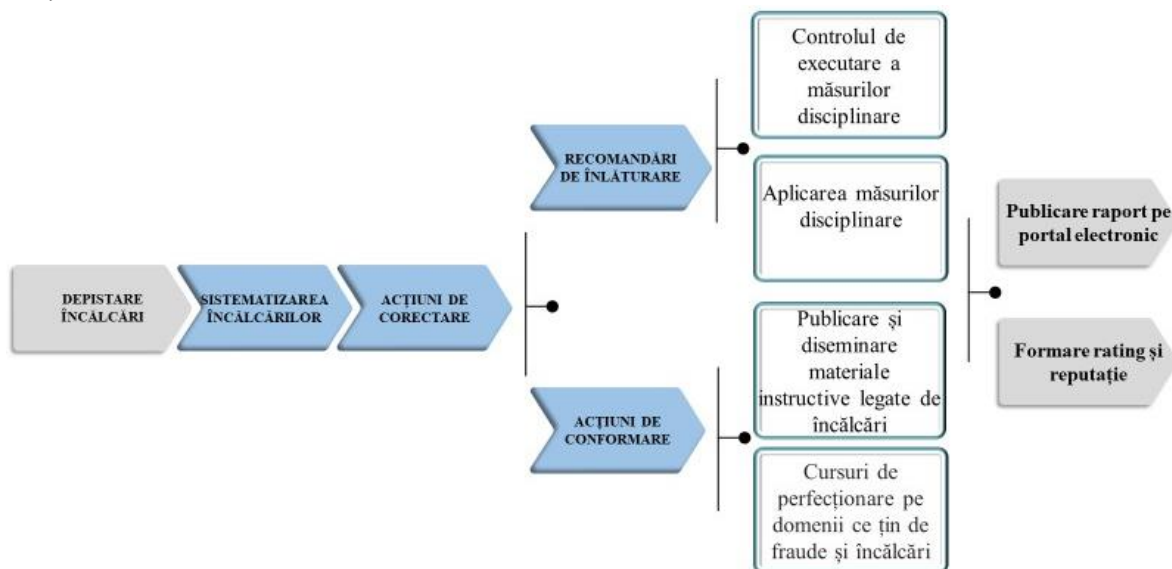 DEPISTARE
ÎNCĂLCĂRI
SISTEMATIZAREA
ÎNCĂLCĂRILOR
ACȚIUNI DE
CORECTARE
RECOMANDĂRI
DE ÎNLĂTURARE
ACȚIUNI DE
CONFORMARE
Controlul de
executare a
măsurilor
disciplinare
Aplicarea măsurilor
disciplinare
Publicare și
diseminare
materiale
instructive legate de
încălcări
Cursuri de
perfecționare pe
domenii ce țin de
fraude și încălcări
Publicare raport pe
portal electronic
Formare rating și
reputație